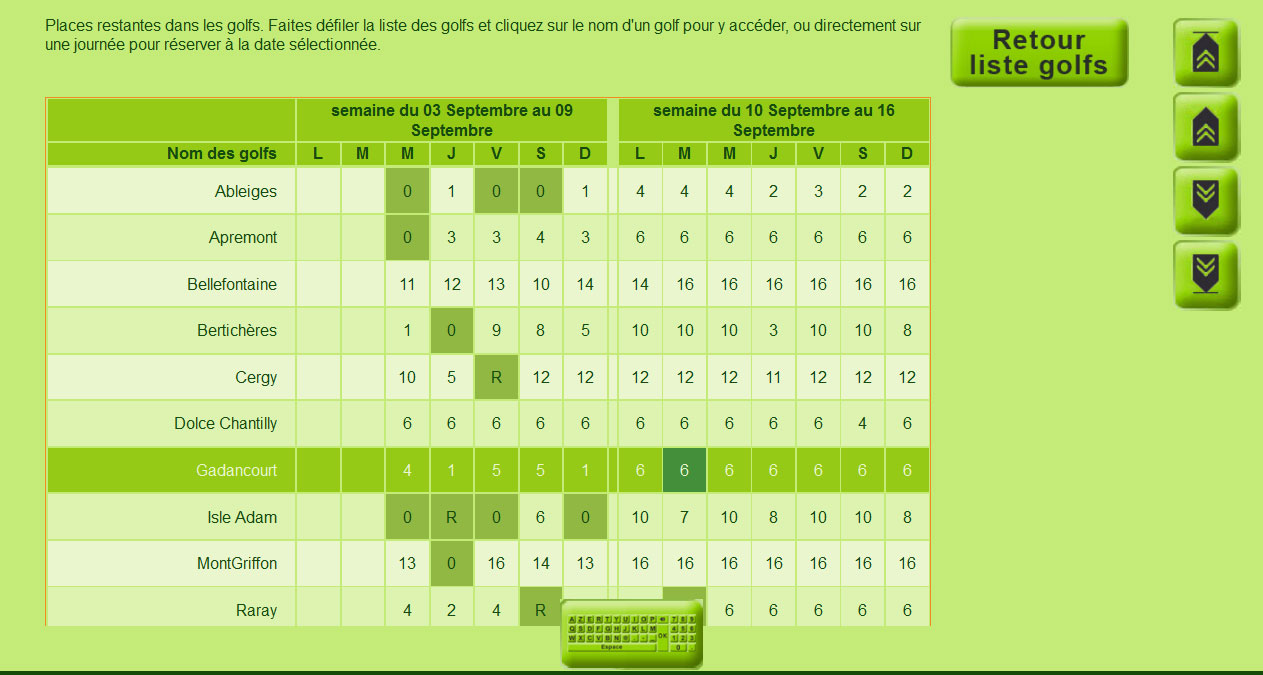 Places restantes dans les golfs. Faites défiler la liste des golfs et cliquez sur le nom d'un golf pour y accéder, ou directement sur
une journée pour réserver à la date sélectionnée.
Retour
liste golfs
semaine du 03 Septembre au 09
Septembre
semaine du 10 Septembre au 16
Septembre
Nom des golfs L M M J V S D L M M J V S D
Ableiges 0 1 0 0 1 4 4 4 2 3 2 2
Apremont 0 3 3 4 3 6 6 6 6 6 6 6
Bellefontaine 11 12 13 10 14 14 16 16 16 16 16 16
Bertichères 1 0 9 8 5 10 10 10 3 10 10 8
Cergy 10 5 R 12 12 12 12 12 11 12 12 12
Dolce Chantilly 6 6 6 6 6 6 6 6 6 6 4 6
Gadancourt 4 1 5 5 1 6 6 6 6 6 6 6
Isle Adam 0 R 0 6 0 10 7 10 8 10 10 8
MontGriffon 13 0 16 14 13 16 16 16 16 16 16 16
Raray 4 2 4 R 6 6 6 6 6
A Z E R T Y U I O P 7 8 9
Q S D F G H J K L M 4 5 6
W X C V B N OK 1 2 3
Espace 0